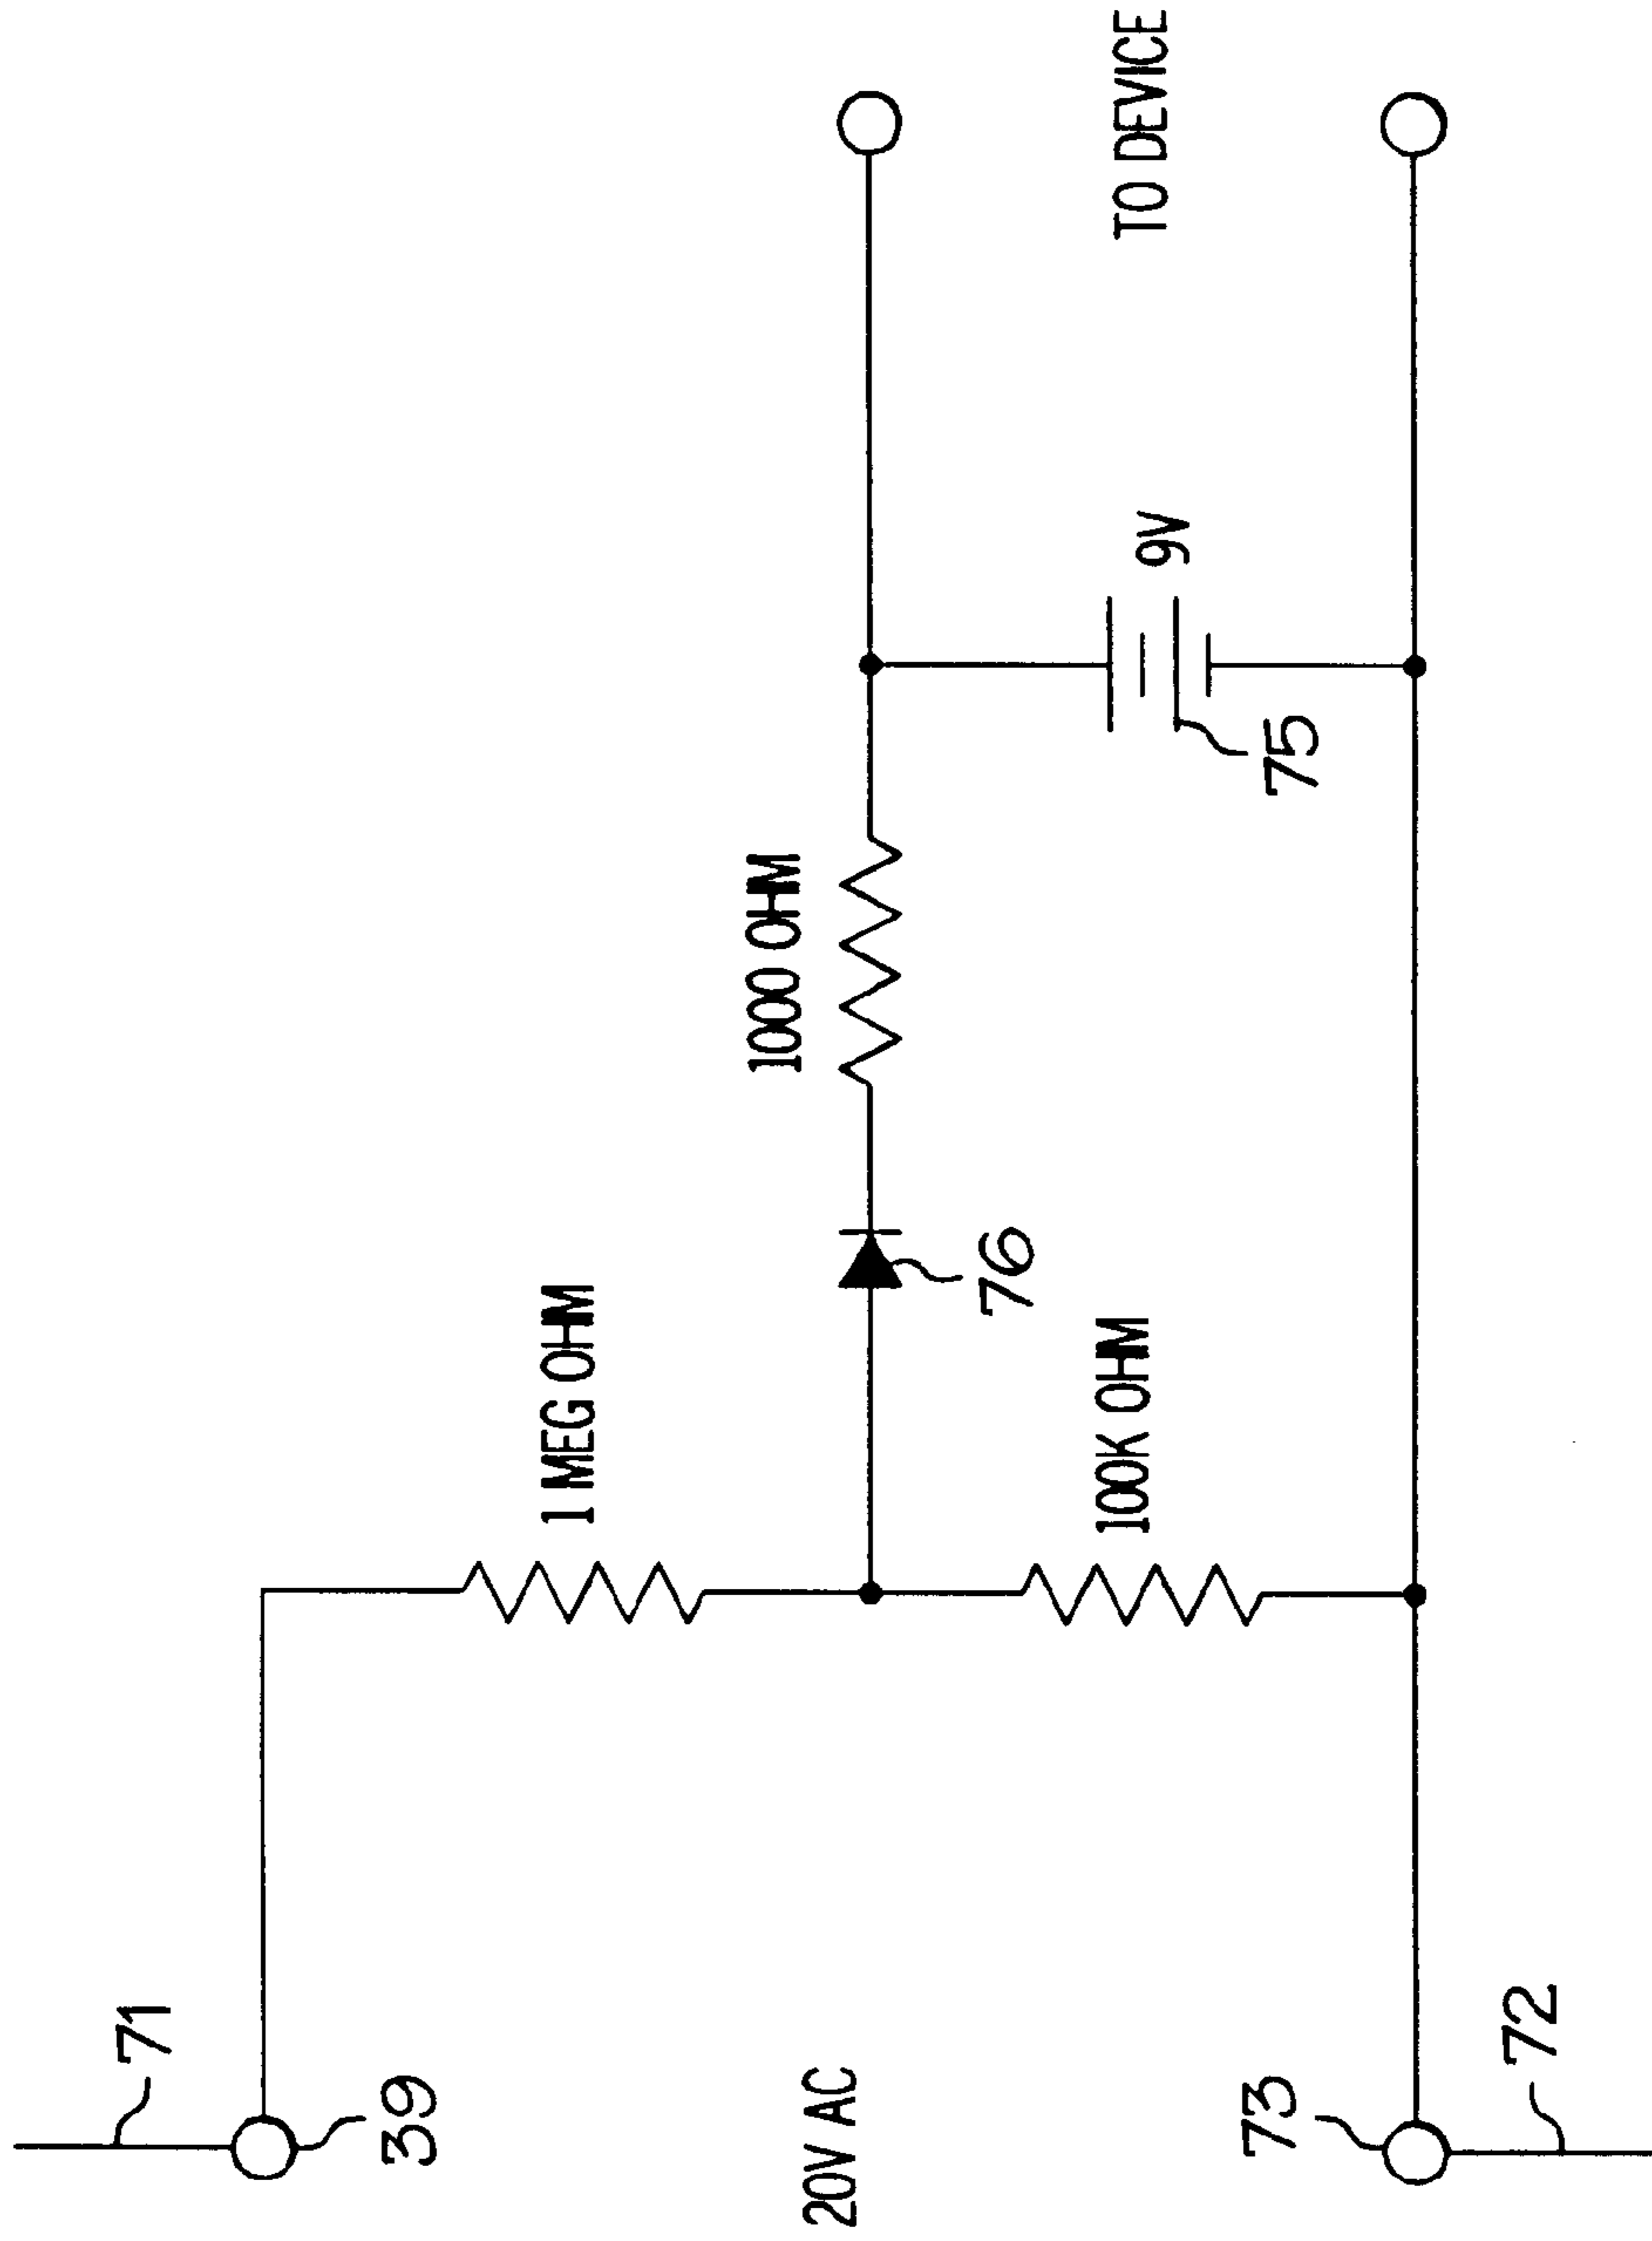 71
39
1 MEG OHM
1000 OHM
20V AC
76
100K OHM
9V
TO DEVICE
73
75
72